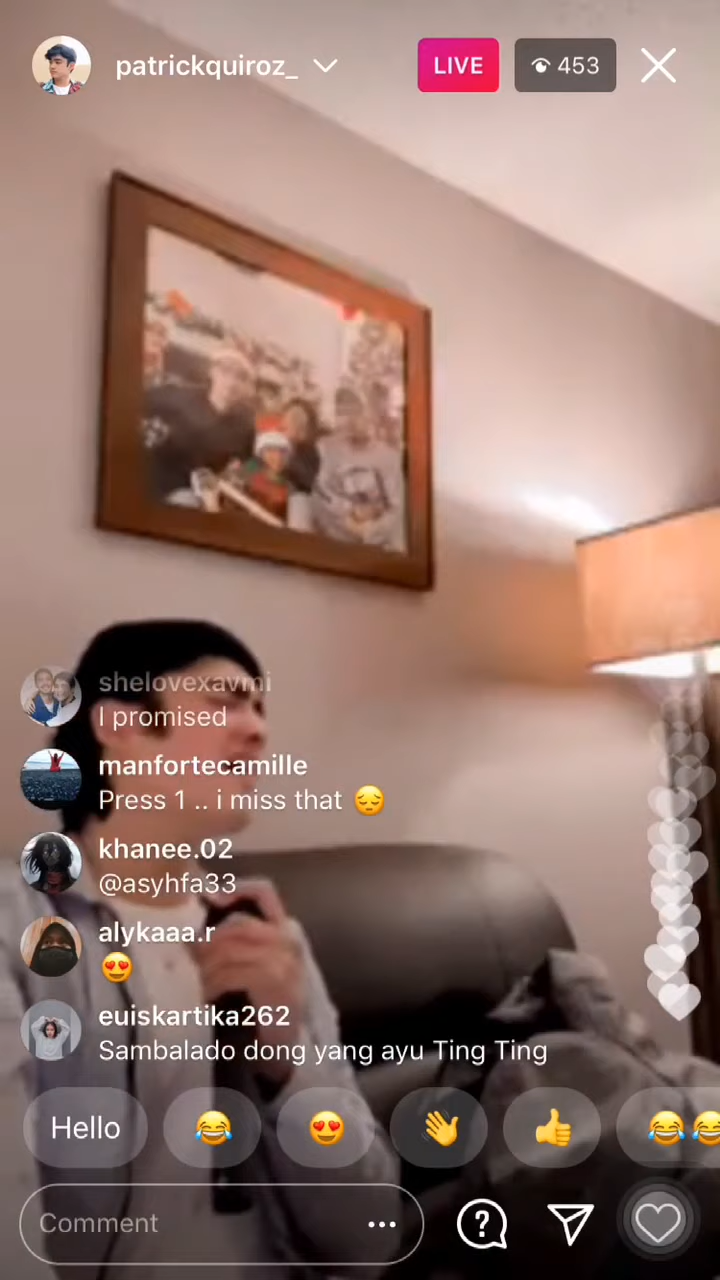 patrickquiroz_
LIVE
453
shelovexavmi
I promised
manfortecamille
Press 1 .. i miss that 😔
khanee.02
@asyhfa33
alykaaa.r
😍
euiskartika262
Sambalado dong yang ayu Ting Ting
Hello 😂 😍 👋 👍 😂😂
Comment